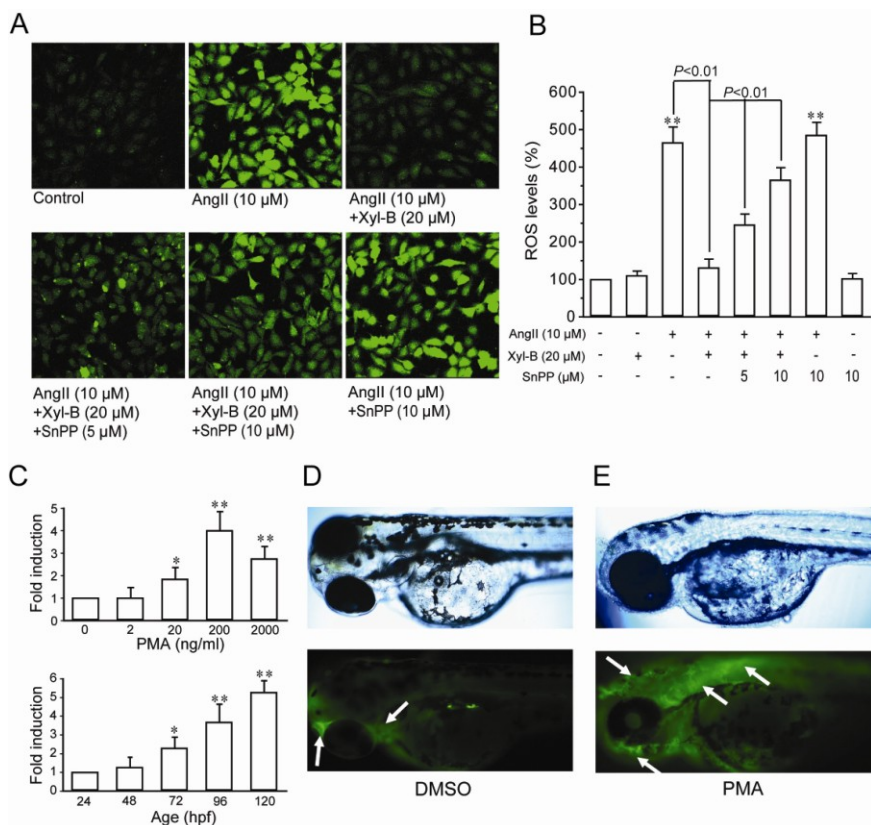 A
Control
AngII (10 μM)
AngII (10 μM)
+Xyl-B (20 μM)
AngII (10 μM)
+Xyl-B (20 μM)
+SnPP (5 μM)
AngII (10 μM)
+Xyl-B (20 μM)
+SnPP (10 μM)
AngII (10 μM)
+SnPP (10 μM)
B
P<0.01
P<0.01
** **
ROS levels (%)
600
500
400
300
200
100
0
AngII (10 μM) - - + + + + + -
Xyl-B (20 μM) - + - + + + - -
SnPP (μM) - - - - 5 10 10 10
C
Fold induction
5
4
3
2
1
0
* ** **
0 2 20 200 2000
PMA (ng/ml)
Fold induction
6
5
4
3
2
1
0
* ** **
24 48 72 96 120
Age (hpf)
D
DMSO
E
PMA